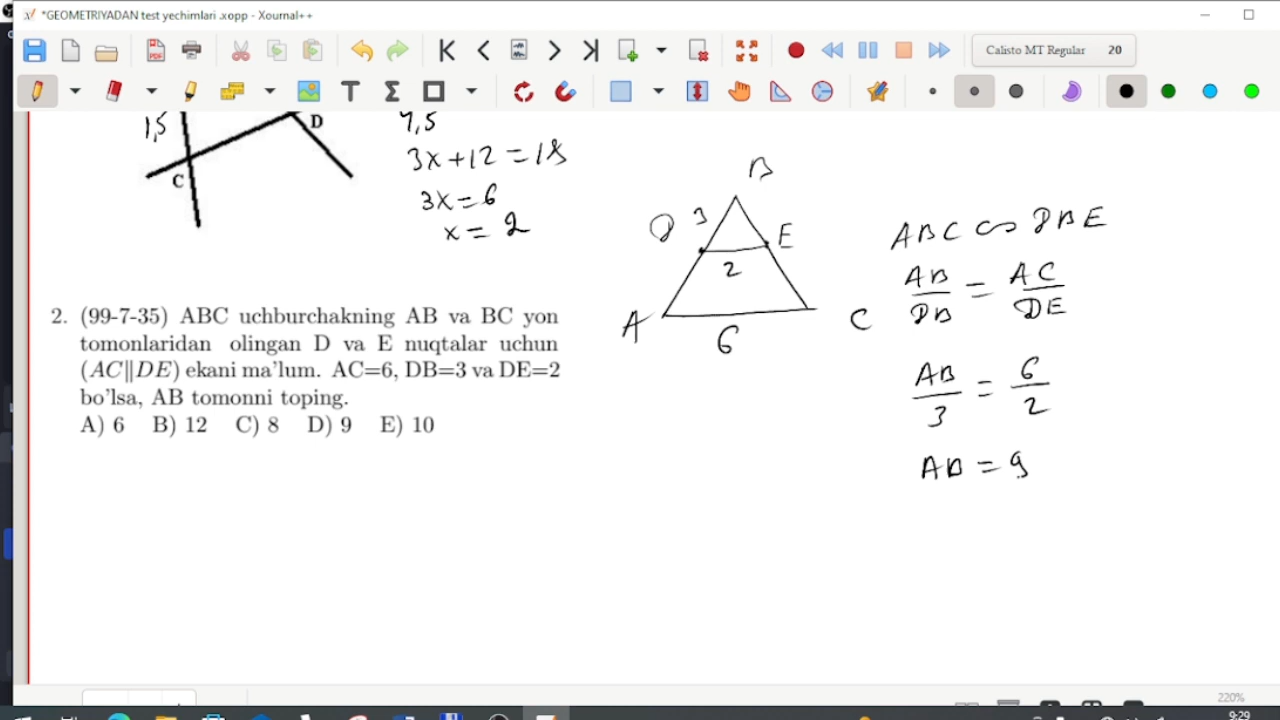 *GEOMETRIYADAN test yechimlari .xopp - Xournal++
Calisto MT Regular 20
1,5
C
D
7,5
3x+12=18
3x=6
x=2
2. (99-7-35) ABC uchburchakning AB va BC yon
tomonlaridan olingan D va E nuqtalar uchun
(AC||DE) ekani ma'lum. AC=6, DB=3 va DE=2
bo'lsa, AB tomonni toping.
A) 6 B) 12 C) 8 D) 9 E) 10
B
D 3
E
2
A
C
6
ABC ∽ DBE
AB/DB = AC/DE
AB/3 = 6/2
AB = 9
220%
9:29